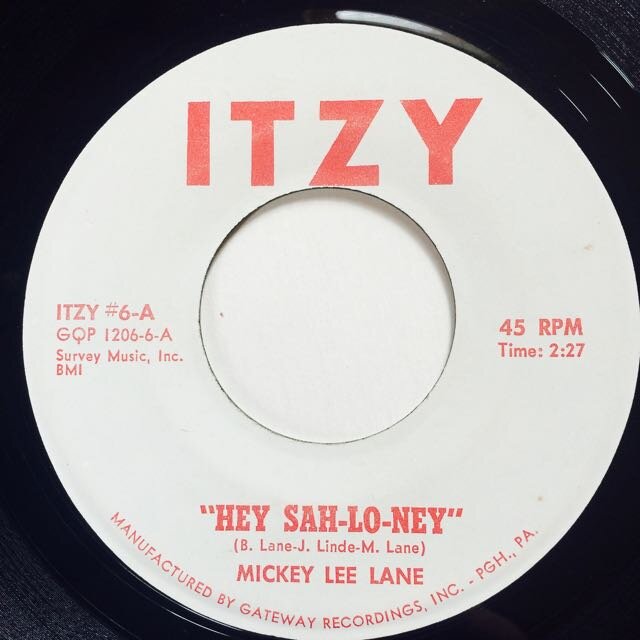 ITZY
ITZY #6-A
GQP 1206-6-A
Survey Music, Inc.
BMI
45 RPM
Time: 2:27
"HEY SAH-LO-NEY"
(B. Lane-J. Linde-M. Lane)
MICKEY LEE LANE
MANUFACTURED BY GATEWAY RECORDINGS, INC. - PGH., PA.